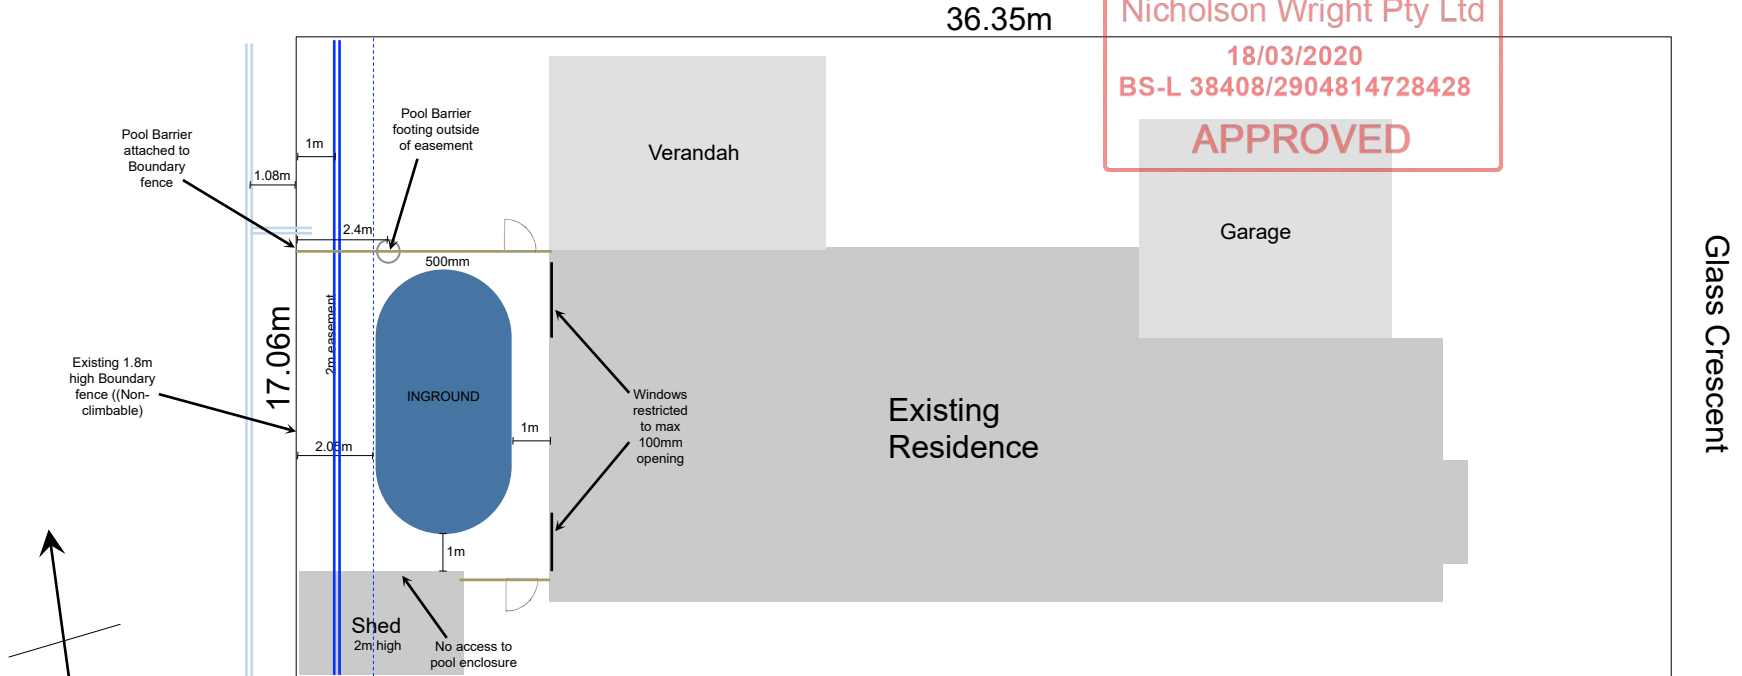 36.35m
Nicholson Wright Pty Ltd
18/03/2020
BS-L 38408/2904814728428
APPROVED
Pool Barrier
attached to
Boundary
fence
1m
Pool Barrier
footing outside
of easement
Verandah
1.08m
2.4m
Garage
500mm
Glass Crescent
2m easement
17.06m
Existing 1.8m
high Boundary
fence ((Non-
climbable)
INGROUND
Windows
restricted
to max
100mm
opening
Existing
Residence
1m
2.05m
1m
Shed
2m high
No access to
pool enclosure